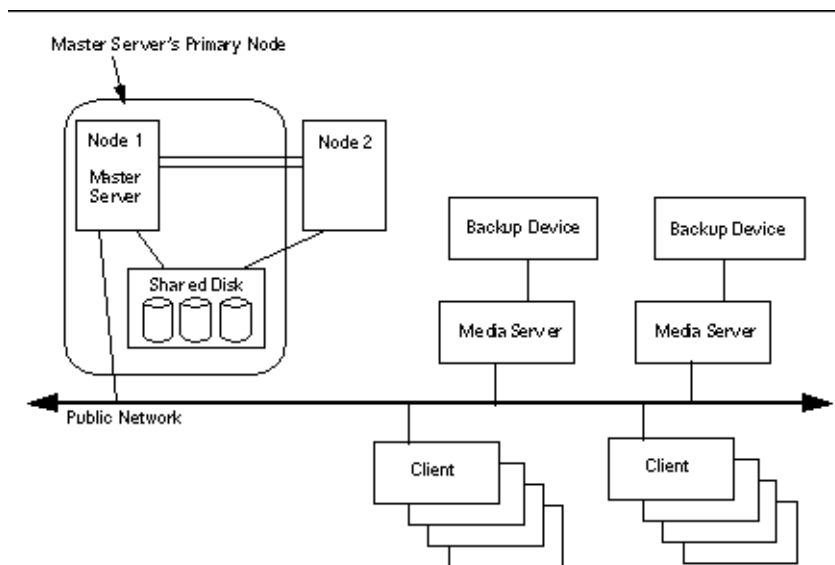 Master Server's Primary Node
Node 1
Master
Server
Node 2
Shared Disk
Backup Device
Backup Device
Media Server
Media Server
Public Network
Client
Client